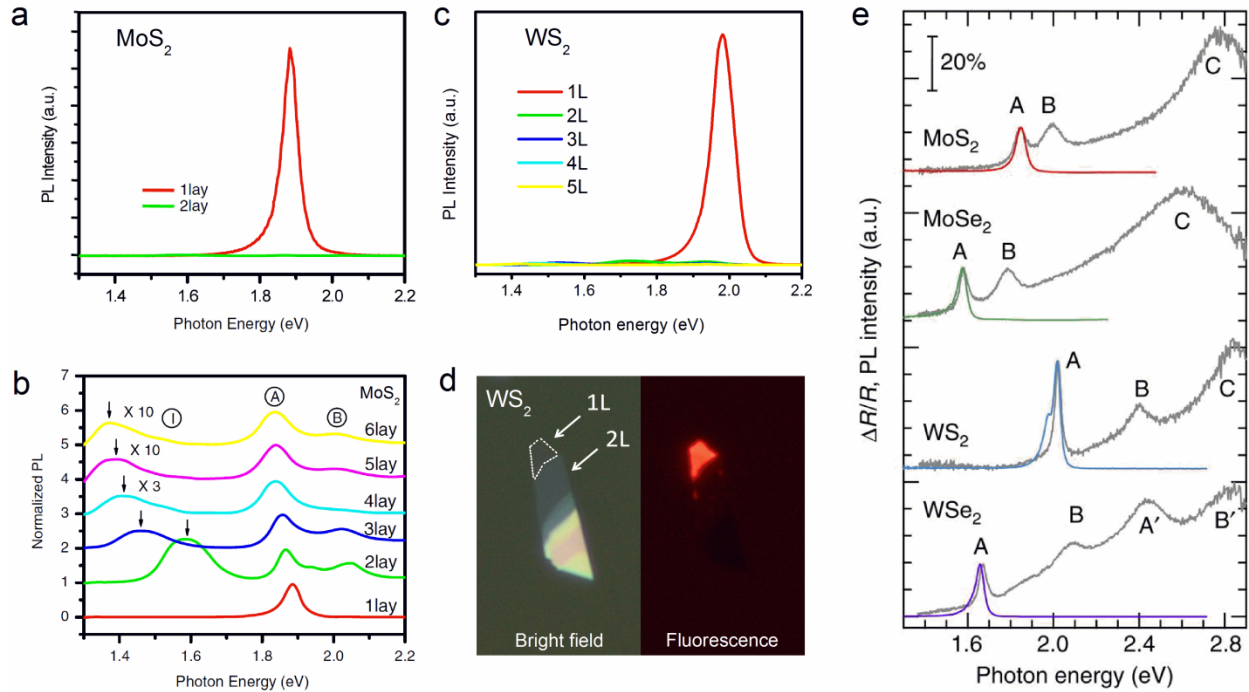 a
MoS2
PL Intensity (a.u.)
1lay
2lay
1.4 1.6 1.8 2.0 2.2
Photon Energy (eV)
b
MoS2
Normalized PL
7
6
5
4
3
2
1
0
I
A
B
X 10
6lay
X 10
5lay
X 3
4lay
3lay
2lay
1lay
1.4 1.6 1.8 2.0 2.2
Photon Energy (eV)
c
WS2
PL Intensity (a.u.)
1L
2L
3L
4L
5L
1.4 1.6 1.8 2.0 2.2
Photon energy (eV)
d
WS2
1L
2L
Bright field
Fluorescence
e
20%
ΔR/R, PL intensity (a.u.)
A B C
MoS2
MoSe2
A B C
A B C
WS2
WSe2
A B A′ B′
1.6 2.0 2.4 2.8
Photon energy (eV)